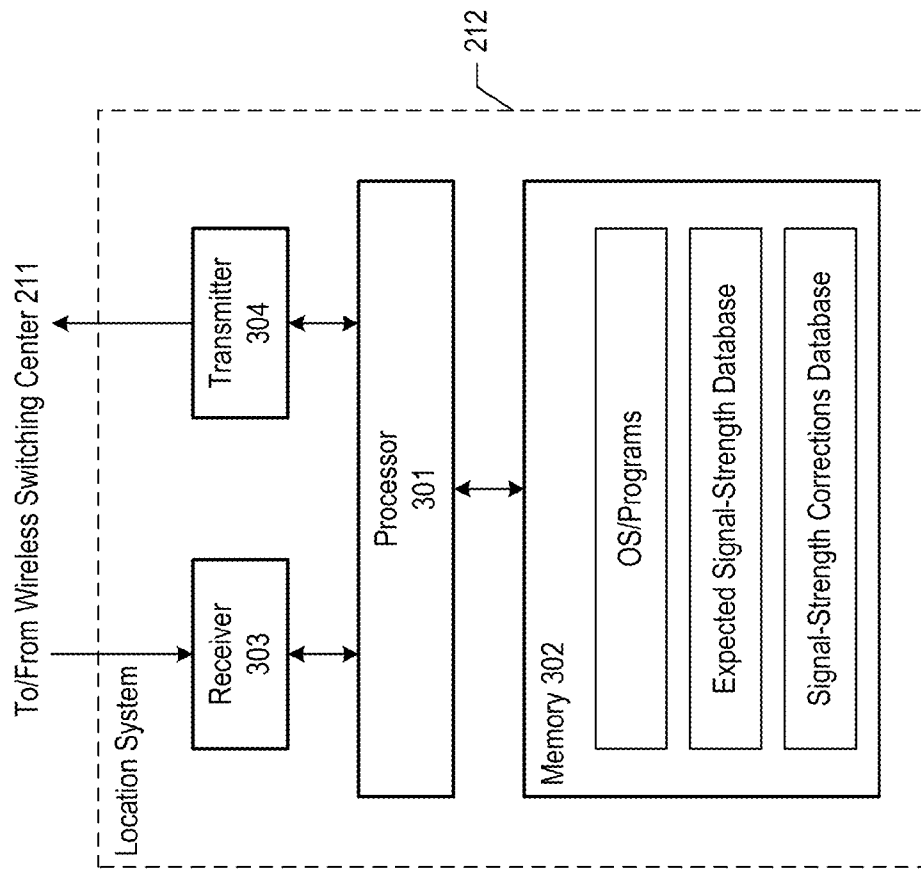 To/From Wireless Switching Center 211
Location System
212
Receiver
303
Transmitter
304
Processor
301
Memory 302
OS/Programs
Expected Signal-Strength Database
Signal-Strength Corrections Database